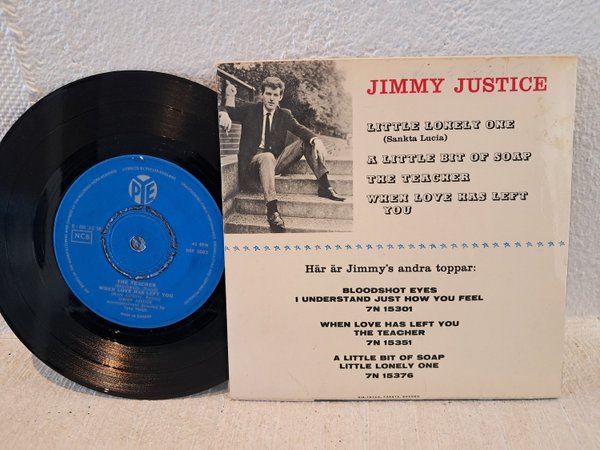 JIMMY JUSTICE
LITTLE LONELY ONE
(Sankta Lucia)
A LITTLE BIT OF SOAP
THE TEACHER
WHEN LOVE HAS LEFT
YOU
Här är Jimmy's andra toppar:
BLOODSHOT EYES
I UNDERSTAND JUST HOW YOU FEEL
7N 15301
WHEN LOVE HAS LEFT YOU
THE TEACHER
7N 15351
A LITTLE BIT OF SOAP
LITTLE LONELY ONE
7N 15376
PYE
NCB
45 RPM
THE TEACHER
WHEN LOVE HAS LEFT YOU
JIMMY JUSTICE